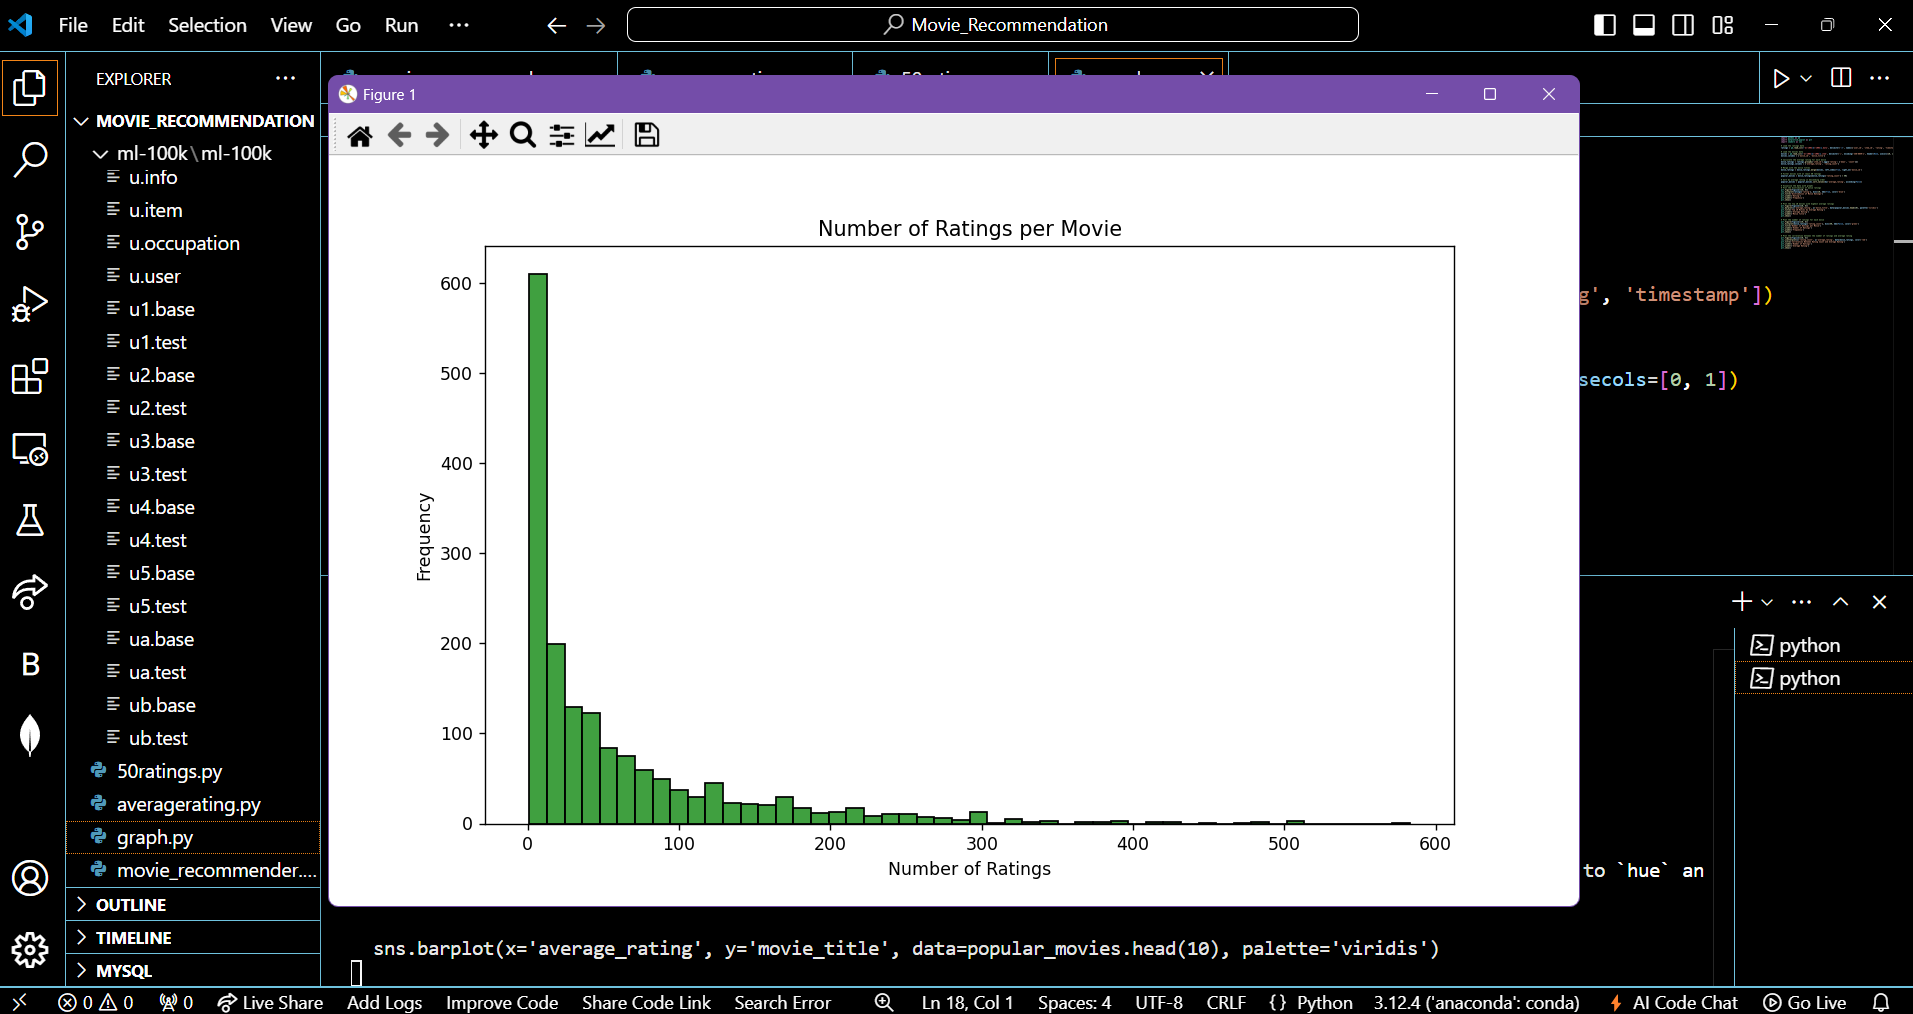 File Edit Selection View Go Run
Movie_Recommendation
EXPLORER
MOVIE_RECOMMENDATION
ml-100k\ml-100k
u.info
u.item
u.occupation
u.user
u1.base
u1.test
u2.base
u2.test
u3.base
u3.test
u4.base
u4.test
u5.base
u5.test
ua.base
ua.test
ub.base
ub.test
50ratings.py
averagerating.py
graph.py
movie_recommender....
OUTLINE
TIMELINE
MYSQL
Figure 1
Number of Ratings per Movie
600
500
400
300
200
100
0
Frequency
0 100 200 300 400 500 600
Number of Ratings
g', 'timestamp'])
secols=[0, 1])
python
python
to `hue` an
sns.barplot(x='average_rating', y='movie_title', data=popular_movies.head(10), palette='viridis')
0 0 0 Live Share Add Logs Improve Code Share Code Link Search Error Ln 18, Col 1 Spaces: 4 UTF-8 CRLF {} Python 3.12.4 ('anaconda': conda) AI Code Chat Go Live